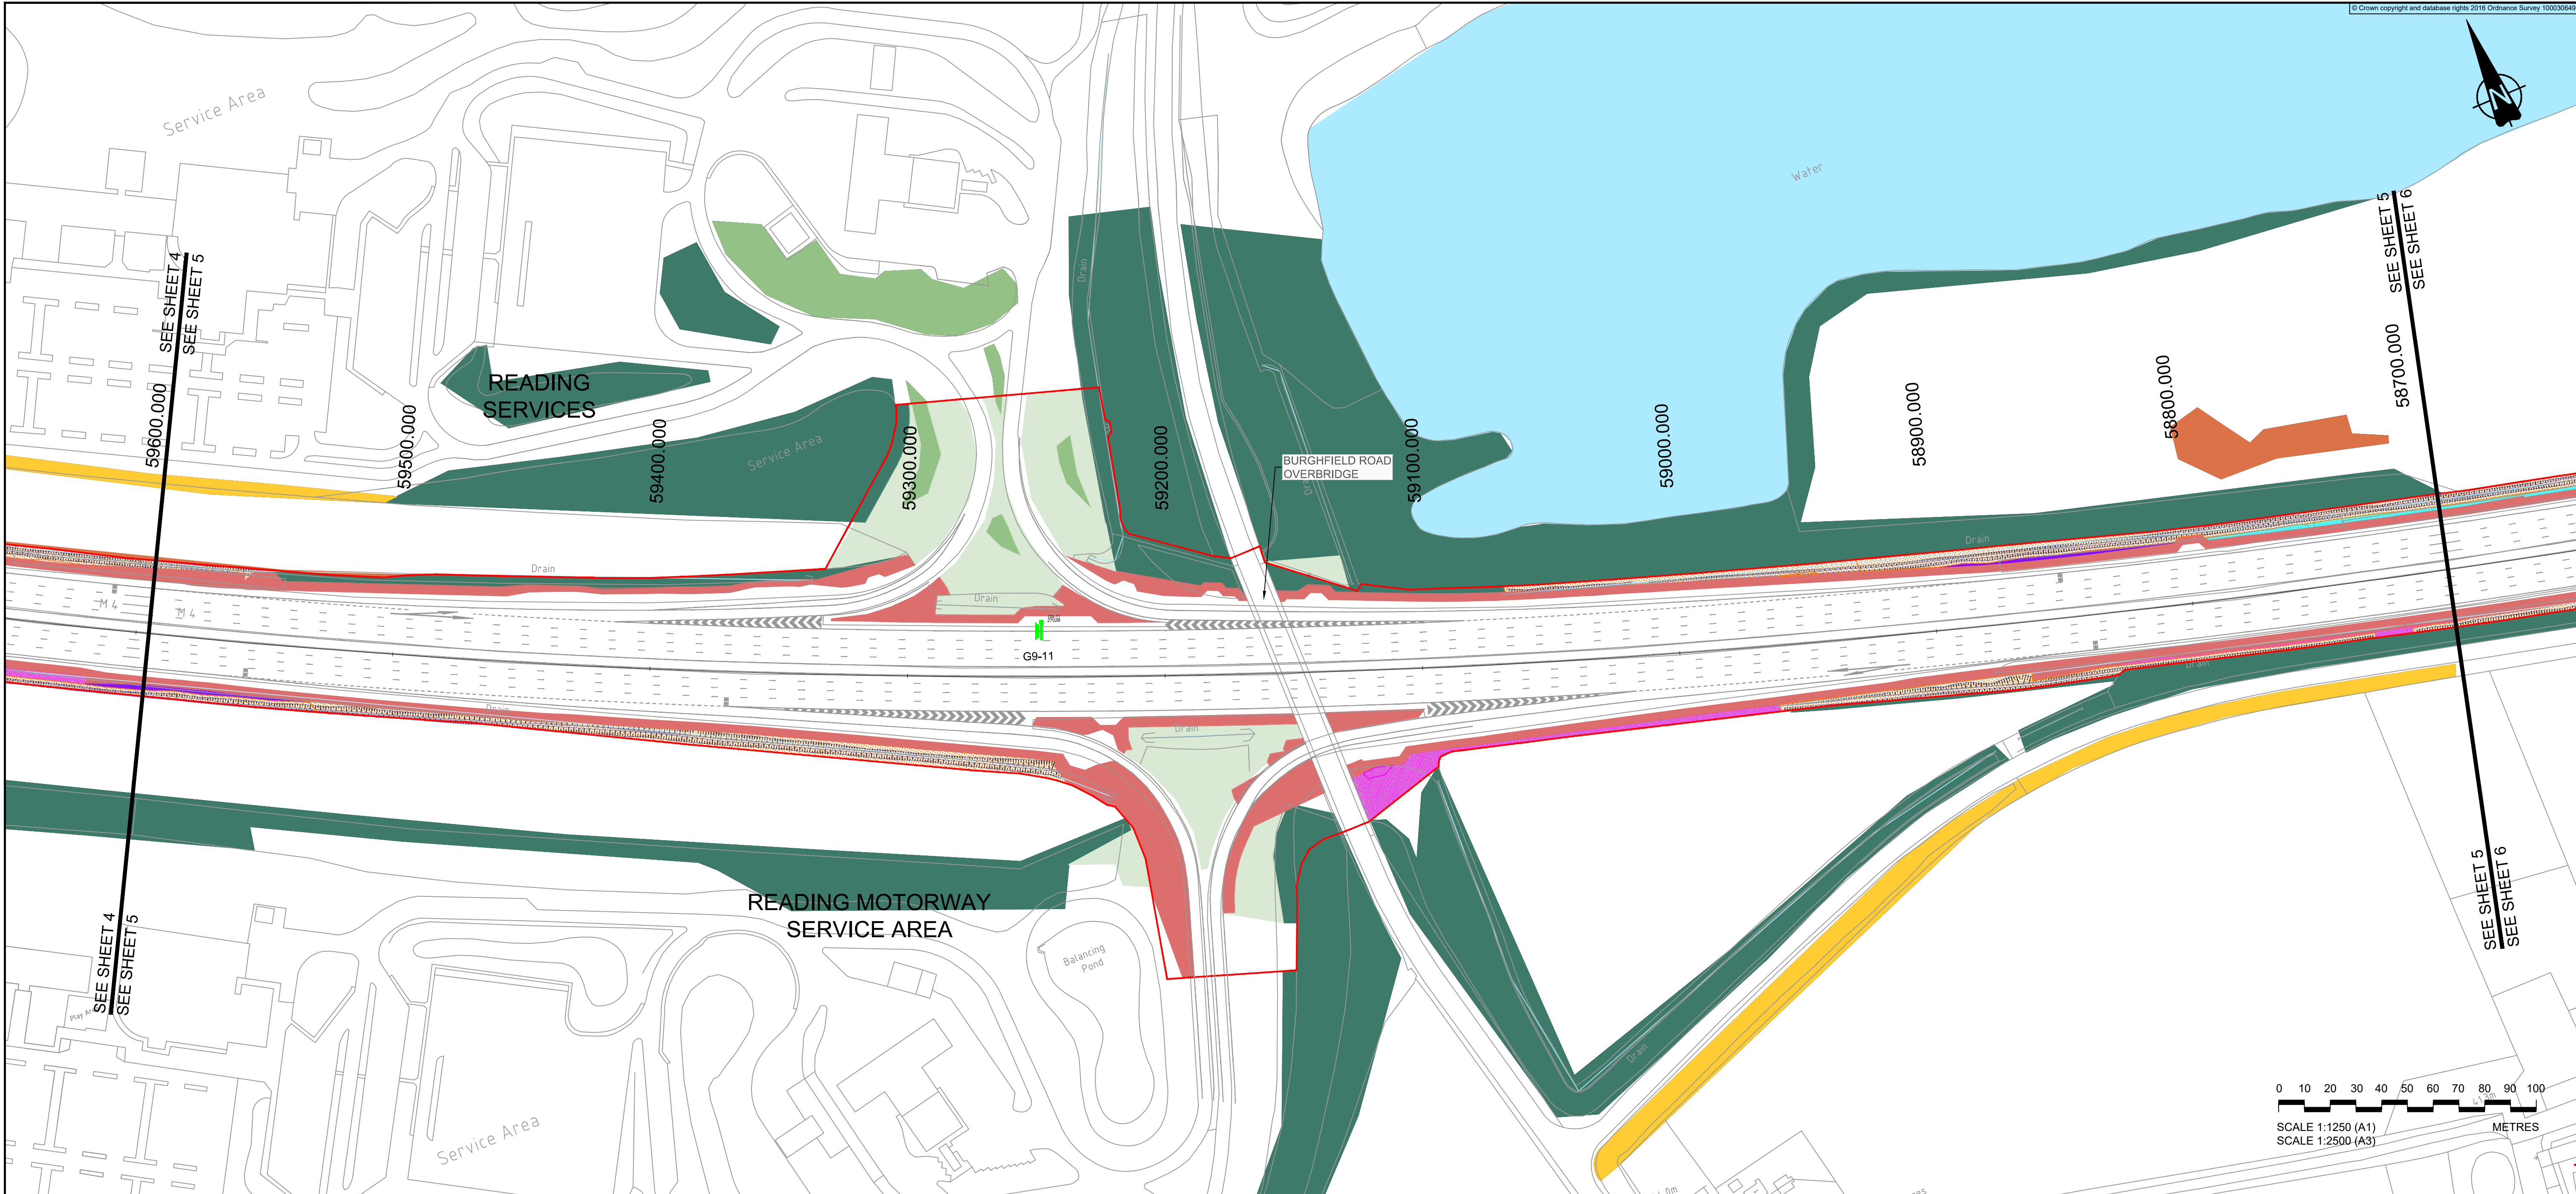 © Crown copyright and database rights 2016 Ordnance Survey 100030649
N
Service Area
Water
SEE SHEET 4
SEE SHEET 5
SEE SHEET 5
SEE SHEET 6
Drain
READING
SERVICES
Service Area
59600.000
59500.000
59400.000
59300.000
59200.000
59100.000
59000.000
58900.000
58800.000
58700.000
BURGHFIELD ROAD
OVERBRIDGE
Drain
Drain
Drain
M 4
M 4
G9-11
Drain
Drain
Drain
READING MOTORWAY
SERVICE AREA
SEE SHEET 4
SEE SHEET 5
SEE SHEET 5
SEE SHEET 6
Balancing
Pond
Play Area
Drain
Service Area
0 10 20 30 40 50 60 70 80 90 100
SCALE 1:1250 (A1)
SCALE 1:2500 (A3)
METRES